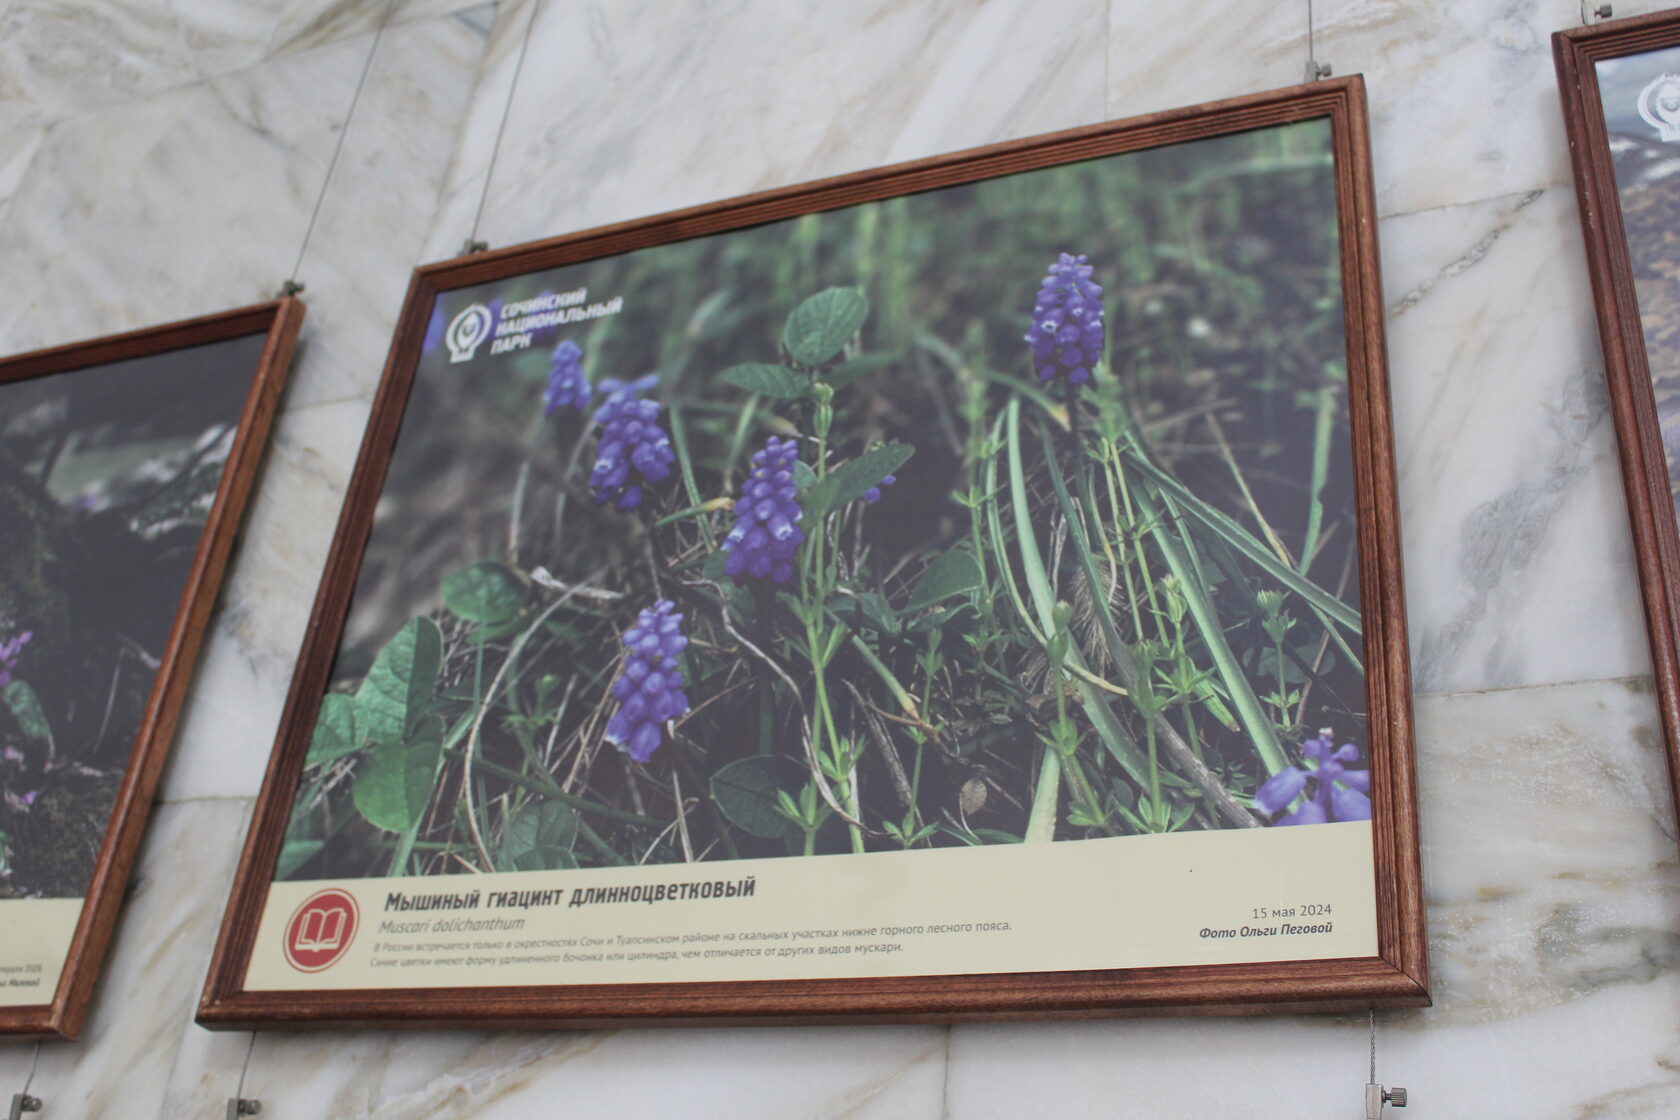 СОЧИНСКИЙ
НАЦИОНАЛЬНЫЙ
ПАРК
Мышиный гиацинт длинноцветковый
Muscari dolichanthum
В России встречается только в окрестностях Сочи и Туапсинском районе на скальных участках нижне горного лесного пояса.
Синие цветки имеют форму удлиненного бочонка или цилиндра, чем отличается от других видов мускари.
15 мая 2024
Фото Ольги Пеговой